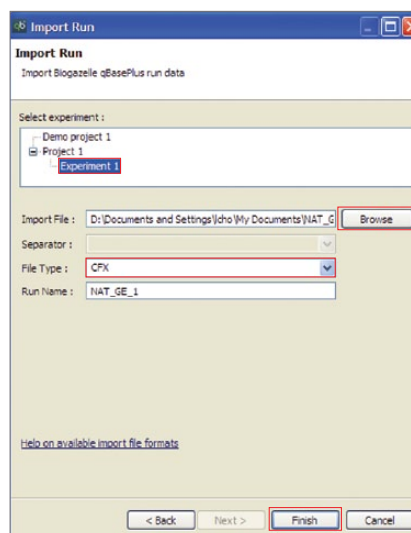 Import Run
Import Run
Import Biogazelle qBasePlus run data
Select experiment :
Demo project 1
Project 1
Experiment 1
Import File : D:\Documents and Settings\lcho\My Documents\NAT_G Browse
Separator :
File Type : CFX
Run Name : NAT_GE_1
Help on available import file formats
< Back Next > Finish Cancel